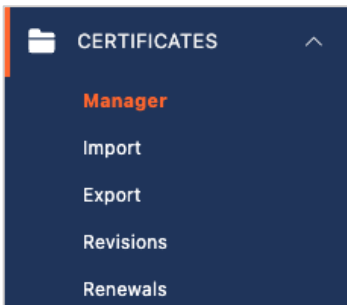 CERTIFICATES
Manager
Import
Export
Revisions
Renewals